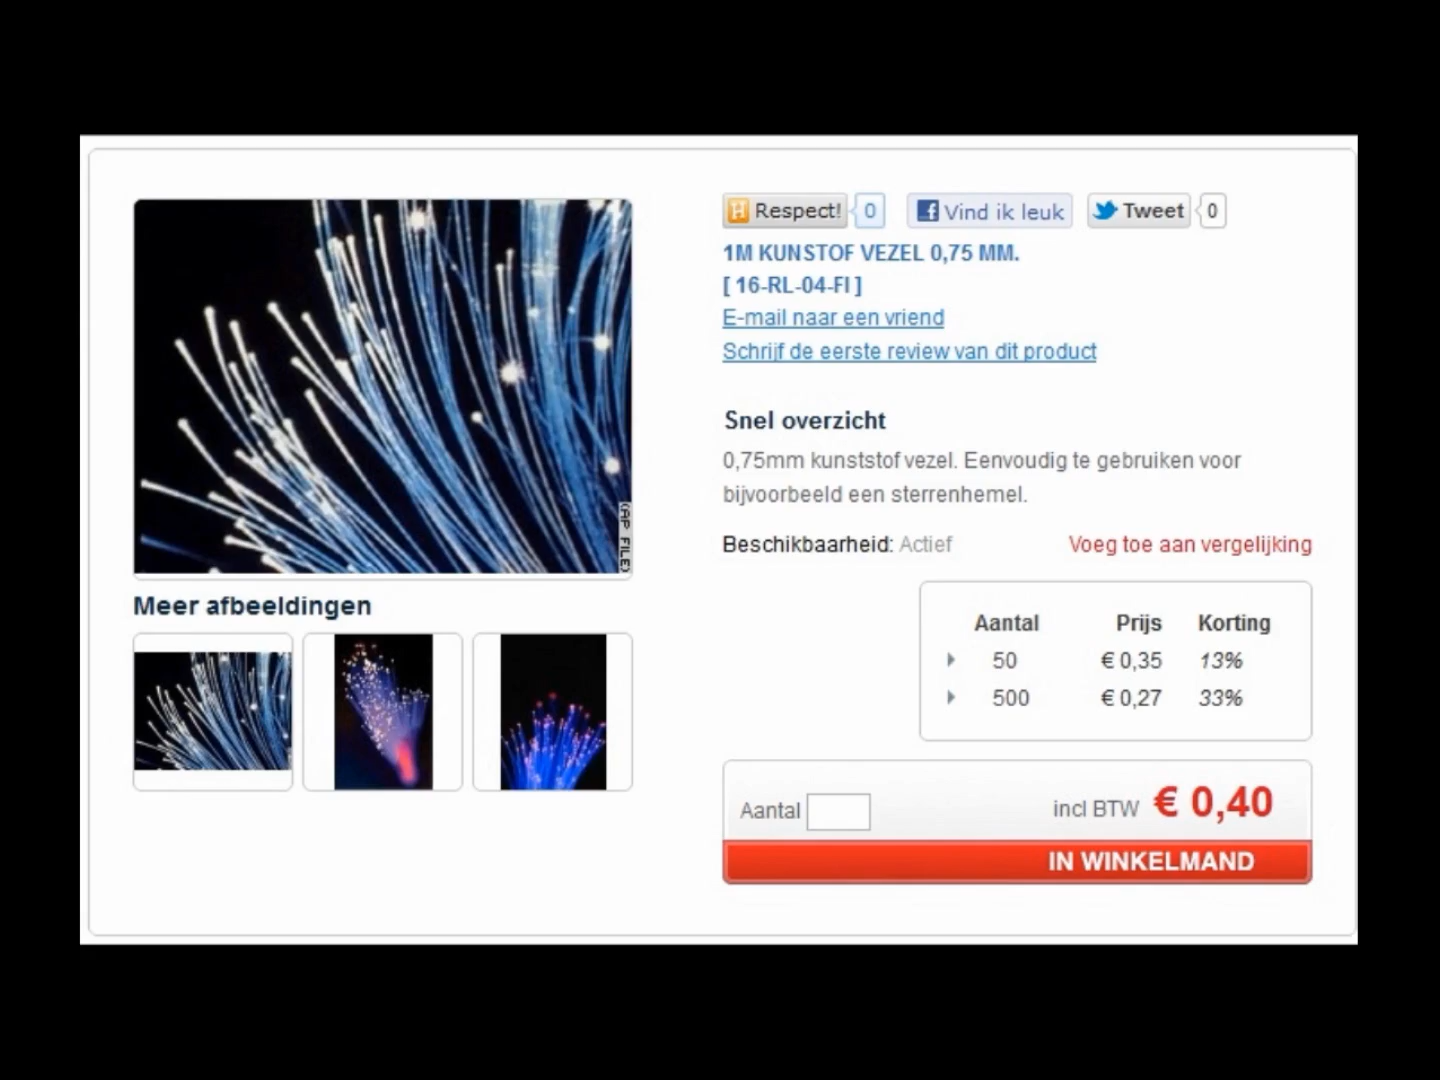 Respect! 0 Vind ik leuk Tweet 0
1M KUNSTOF VEZEL 0,75 MM.
[ 16-RL-04-FI ]
E-mail naar een vriend
Schrijf de eerste review van dit product
Snel overzicht
0,75mm kunststof vezel. Eenvoudig te gebruiken voor
bijvoorbeeld een sterrenhemel.
Beschikbaarheid: Actief Voeg toe aan vergelijking
(AP FILE)
Meer afbeeldingen
Aantal Prijs Korting
50 € 0,35 13%
500 € 0,27 33%
Aantal incl BTW € 0,40
IN WINKELMAND